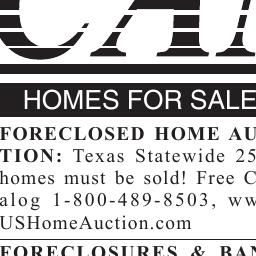 HOMES FOR SALE
FORECLOSED HOME AU
TION: Texas Statewide 25
homes must be sold! Free C
alog 1-800-489-8503, ww
USHomeAuction.com
FORECLOSURES & BAN